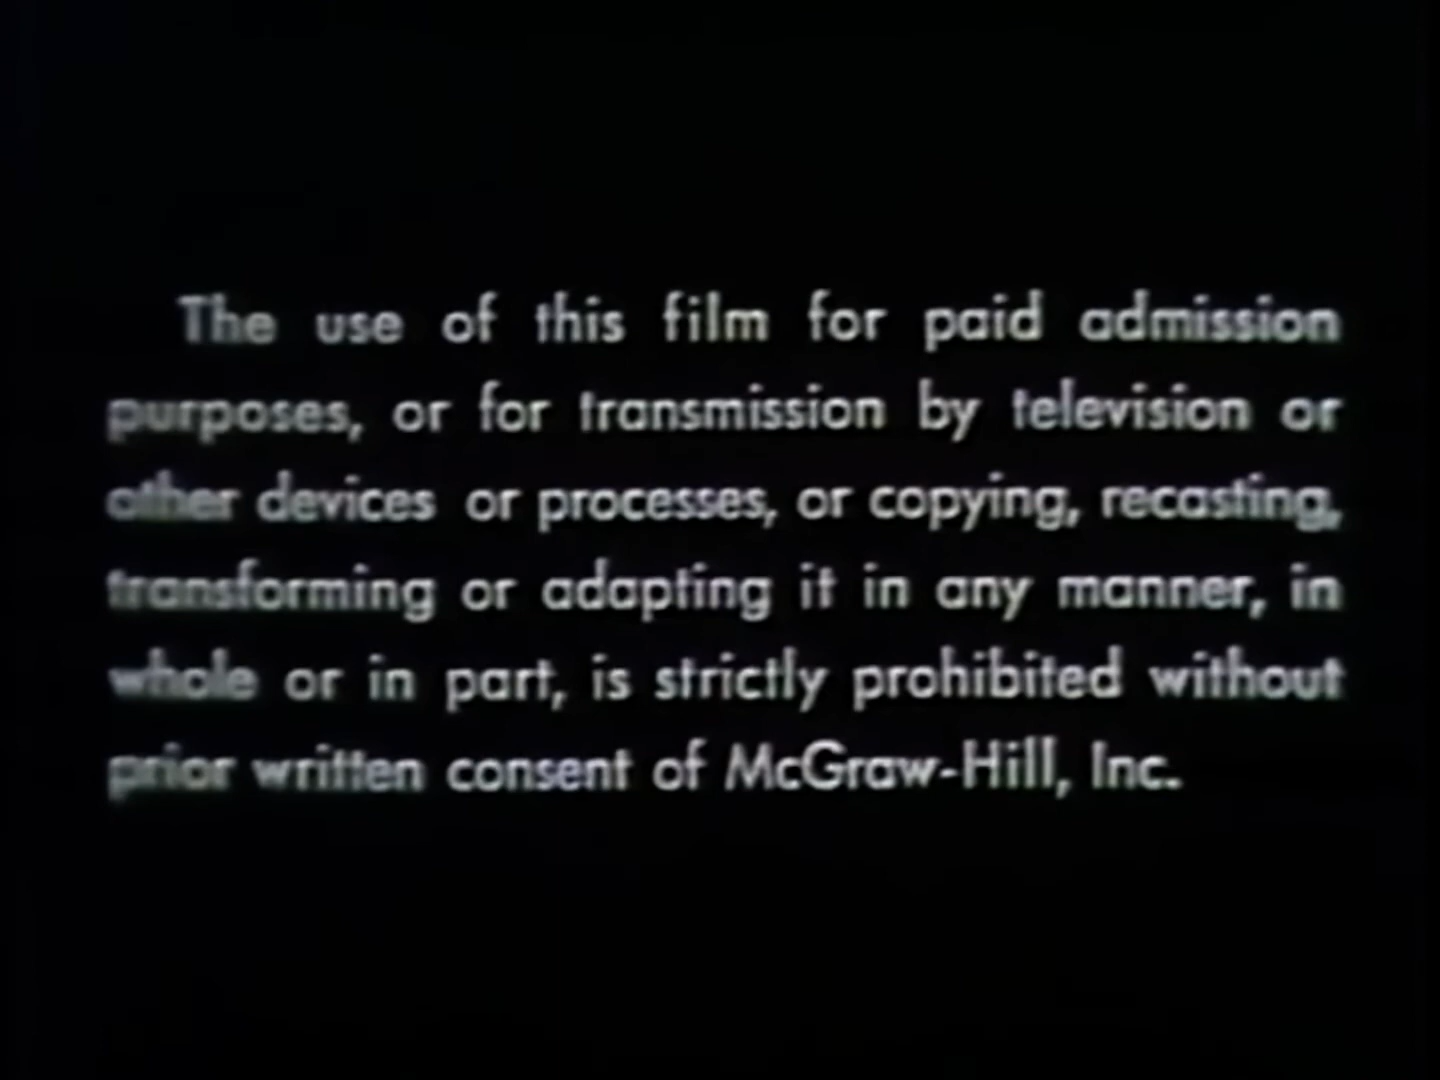 The use of this film for paid admission
purposes, or for transmission by television or
other devices or processes, or copying, recasting,
transforming or adapting it in any manner, in
whole or in part, is strictly prohibited without
prior written consent of McGraw-Hill, Inc.